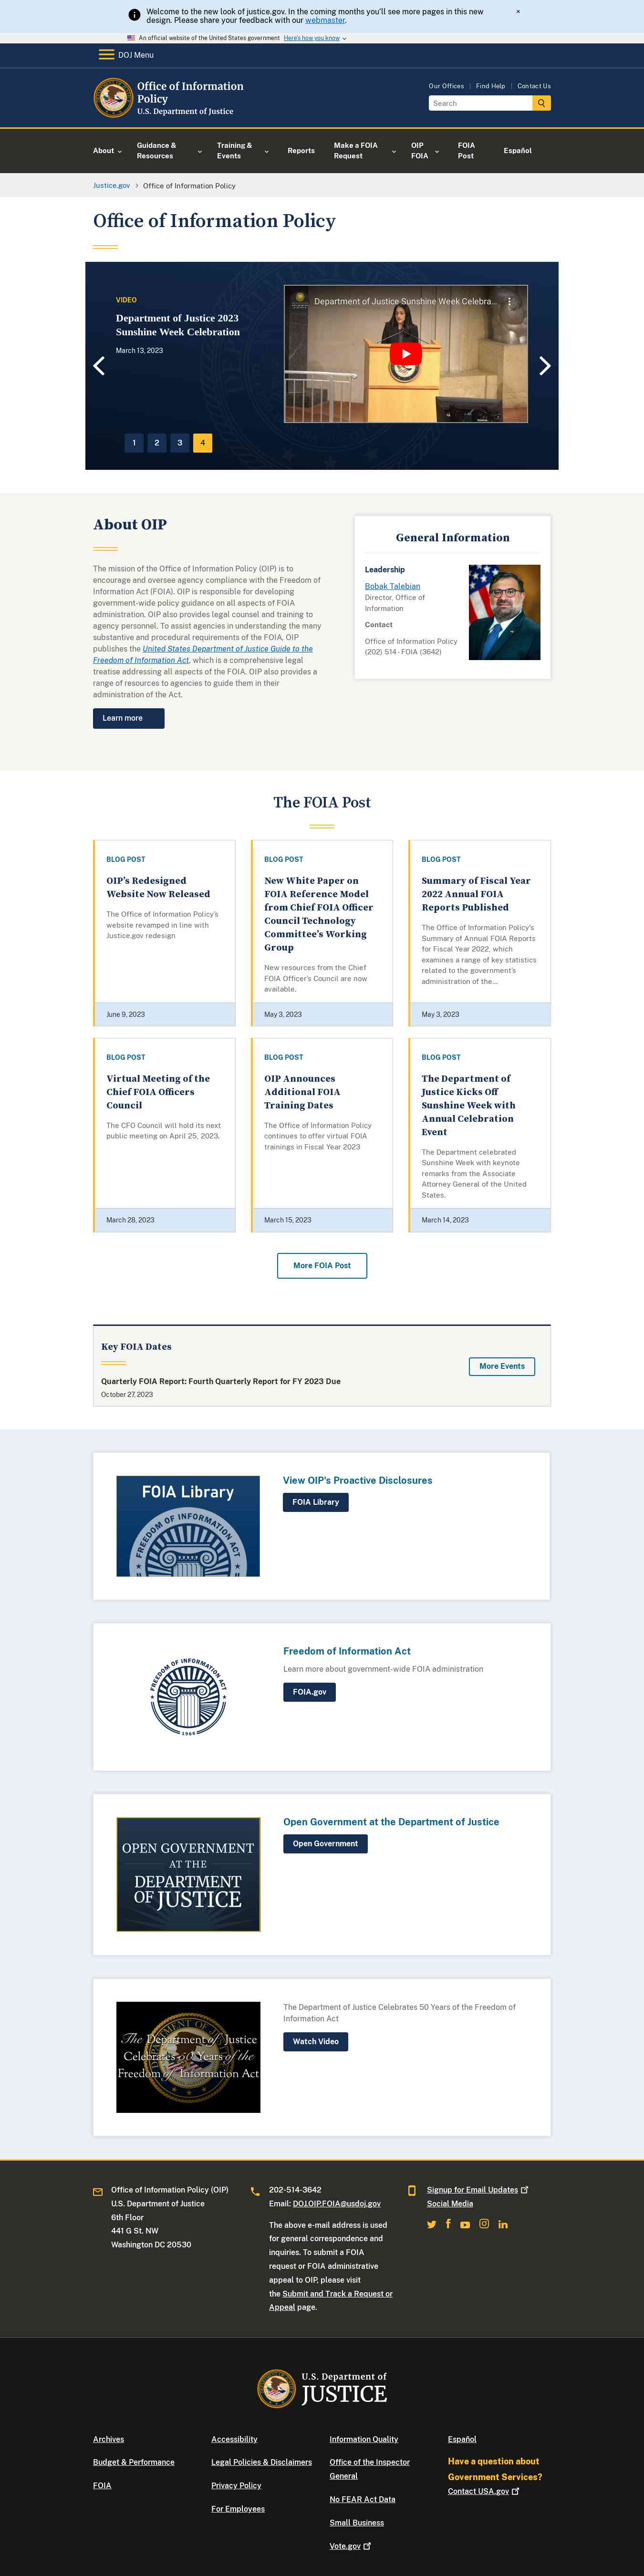 Welcome to the new look of justice.gov. In the coming months you'll see more pages in this new
design. Please share your feedback with our webmaster.
×
An official website of the United States government Here's how you know
DOJ Menu
Office of Information
Policy
U.S. Department of Justice
Our Offices | Find Help | Contact Us
Search
About
Guidance &
Resources
Training &
Events
Reports
Make a FOIA
Request
OIP
FOIA
FOIA
Post
Español
Justice.gov > Office of Information Policy
Office of Information Policy
VIDEO
Department of Justice 2023
Sunshine Week Celebration
March 13, 2023
Department of Justice Sunshine Week Celebra...
1 2 3 4
About OIP
The mission of the Office of Information Policy (OIP) is to
encourage and oversee agency compliance with the Freedom of
Information Act (FOIA). OIP is responsible for developing
government-wide policy guidance on all aspects of FOIA
administration. OIP also provides legal counsel and training to
agency personnel. To assist agencies in understanding the many
substantive and procedural requirements of the FOIA, OIP
publishes the United States Department of Justice Guide to the
Freedom of Information Act, which is a comprehensive legal
treatise addressing all aspects of the FOIA. OIP also provides a
range of resources to agencies to guide them in their
administration of the Act.
Learn more
General Information
Leadership
Bobak Talebian
Director, Office of
Information
Contact
Office of Information Policy
(202) 514 - FOIA (3642)
The FOIA Post
BLOG POST
OIP's Redesigned
Website Now Released
The Office of Information Policy's
website revamped in line with
Justice.gov redesign
June 9, 2023
BLOG POST
New White Paper on
FOIA Reference Model
from Chief FOIA Officer
Council Technology
Committee's Working
Group
New resources from the Chief
FOIA Officer's Council are now
available.
May 3, 2023
BLOG POST
Summary of Fiscal Year
2022 Annual FOIA
Reports Published
The Office of Information Policy's
Summary of Annual FOIA Reports
for Fiscal Year 2022, which
examines a range of key statistics
related to the government's
administration of the...
May 3, 2023
BLOG POST
Virtual Meeting of the
Chief FOIA Officers
Council
The CFO Council will hold its next
public meeting on April 25, 2023.
March 28, 2023
BLOG POST
OIP Announces
Additional FOIA
Training Dates
The Office of Information Policy
continues to offer virtual FOIA
trainings in Fiscal Year 2023
March 15, 2023
BLOG POST
The Department of
Justice Kicks Off
Sunshine Week with
Annual Celebration
Event
The Department celebrated
Sunshine Week with keynote
remarks from the Associate
Attorney General of the United
States.
March 14, 2023
More FOIA Post
Key FOIA Dates
Quarterly FOIA Report: Fourth Quarterly Report for FY 2023 Due
October 27, 2023
More Events
FOIA Library
FREEDOM OF INFORMATION
View OIP's Proactive Disclosures
FOIA Library
FREEDOM OF INFORMATION ACT
1966
Freedom of Information Act
Learn more about government-wide FOIA administration
FOIA.gov
OPEN GOVERNMENT
AT THE
DEPARTMENT
OF JUSTICE
Open Government at the Department of Justice
Open Government
The Department of Justice
Celebrates 50 Years of the
Freedom of Information Act
The Department of Justice Celebrates 50 Years of the Freedom of
Information Act
Watch Video
Office of Information Policy (OIP)
U.S. Department of Justice
6th Floor
441 G St. NW
Washington DC 20530
202-514-3642
Email: DOJ.OIP.FOIA@usdoj.gov
The above e-mail address is used
for general correspondence and
inquiries. To submit a FOIA
request or FOIA administrative
appeal to OIP, please visit
the Submit and Track a Request or
Appeal page.
Signup for Email Updates
Social Media
U.S. Department of
JUSTICE
Archives
Budget & Performance
FOIA
Accessibility
Legal Policies & Disclaimers
Privacy Policy
For Employees
Information Quality
Office of the Inspector
General
No FEAR Act Data
Small Business
Vote.gov
Español
Have a question about
Government Services?
Contact USA.gov